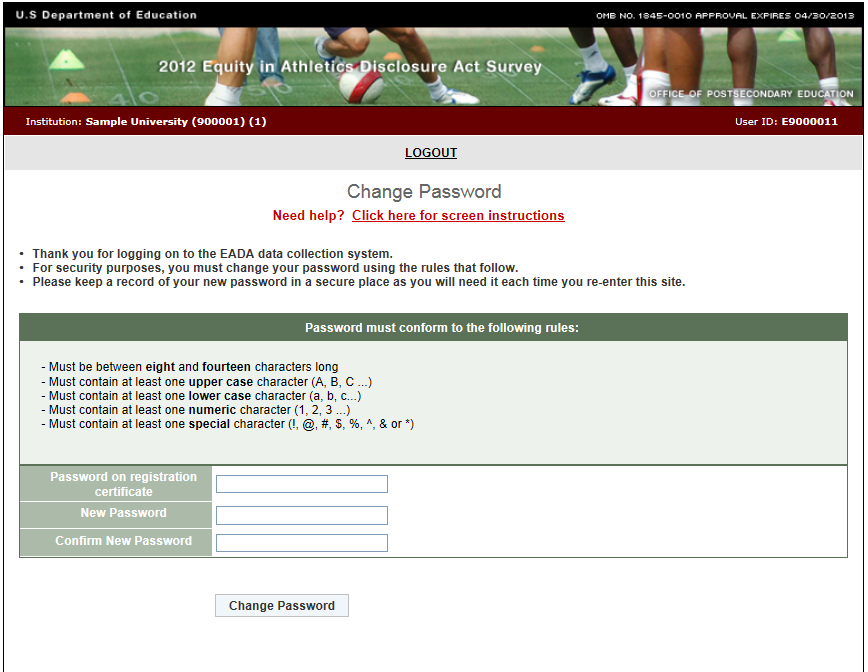 U.S Department of Education
OMB NO. 1845-0010 APPROVAL EXPIRES 04/30/2013
2012 Equity in Athletics Disclosure Act Survey
OFFICE OF POSTSECONDARY EDUCATION
Institution: Sample University (900001) (1)
User ID: E9000011
LOGOUT
Change Password
Need help? Click here for screen instructions
• Thank you for logging on to the EADA data collection system.
• For security purposes, you must change your password using the rules that follow.
• Please keep a record of your new password in a secure place as you will need it each time you re-enter this site.
Password must conform to the following rules:
- Must be between eight and fourteen characters long
- Must contain at least one upper case character (A, B, C ...)
- Must contain at least one lower case character (a, b, c...)
- Must contain at least one numeric character (1, 2, 3 ...)
- Must contain at least one special character (!, @, #, $, %, ^, & or *)
Password on registration
certificate
New Password
Confirm New Password
Change Password